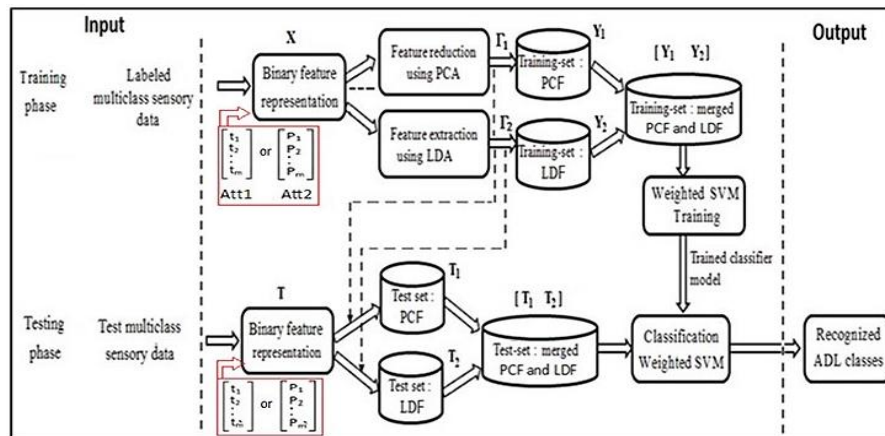 Input
Output
Training
phase
Labeled
multiclass sensory
data
X
Binary feature
representation
t₁
t₂
⋮
tm
or
P₁
P₂
⋮
Pm
Att1
Att2
Feature reduction
using PCA
Feature extraction
using LDA
Γ₁
Γ₂
Y₁
Training-set :
PCF
Y₂
Training-set :
LDF
[ Y₁ Y₂]
Training-set : merged
PCF and LDF
Weighted SVM
Training
Trained classifier
model
Testing
phase
Test multiclass
sensory data
T
Binary feature
representation
t₁
t₂
⋮
or
P₁
P₂
⋮
T₁
Test set :
PCF
T₂
Test set :
LDF
[ T₁ T₂]
Test-set : merged
PCF and LDF
Classification
Weighted SVM
Recognized
ADL classes